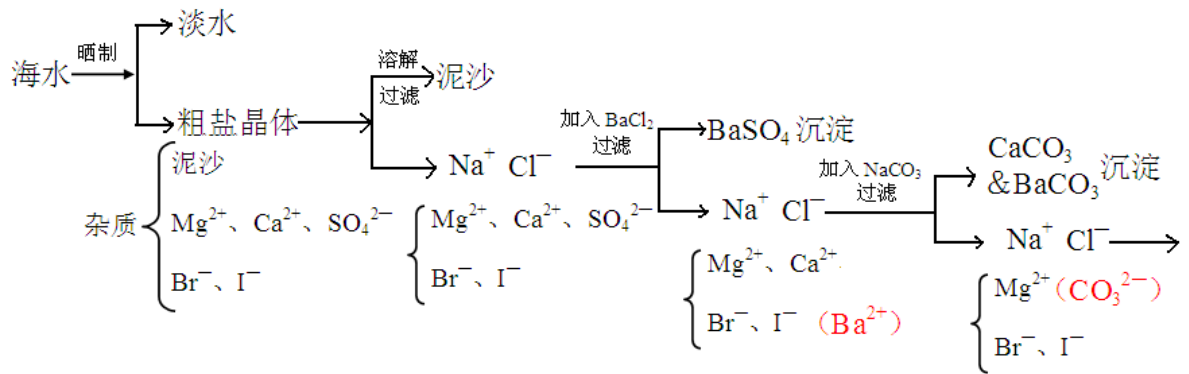 海水
晒制
淡水
粗盐晶体
杂质
泥沙
Mg²⁺、Ca²⁺、SO₄²⁻
Br⁻、I⁻
溶解
过滤
泥沙
Na⁺ Cl⁻
Mg²⁺、Ca²⁺、SO₄²⁻
Br⁻、I⁻
加入 BaCl₂
过滤
BaSO₄ 沉淀
Na⁺ Cl⁻
Mg²⁺、Ca²⁺
Br⁻、I⁻（Ba²⁺）
加入 NaCO₃
过滤
CaCO₃
&BaCO₃ 沉淀
Na⁺ Cl⁻
Mg²⁺（CO₃²⁻）
Br⁻、I⁻